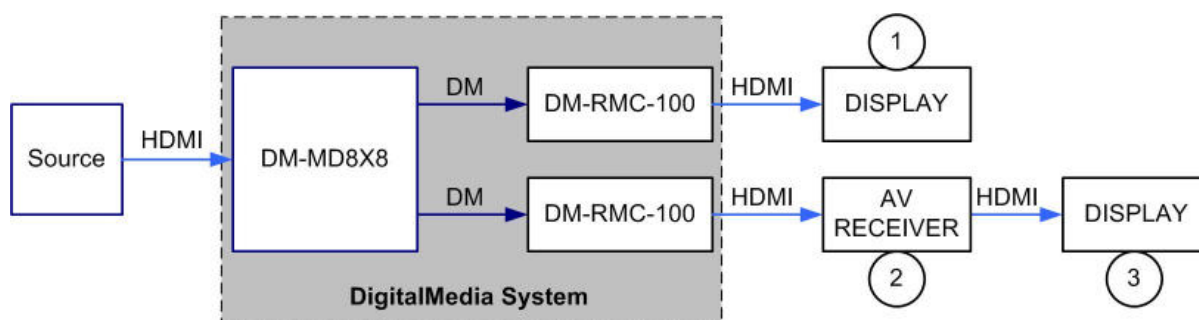 1
DM
HDMI
DM-RMC-100
DISPLAY
HDMI
Source
DM-MD8X8
DM
HDMI
HDMI
DM-RMC-100
AV
RECEIVER
DISPLAY
2
3
DigitalMedia System